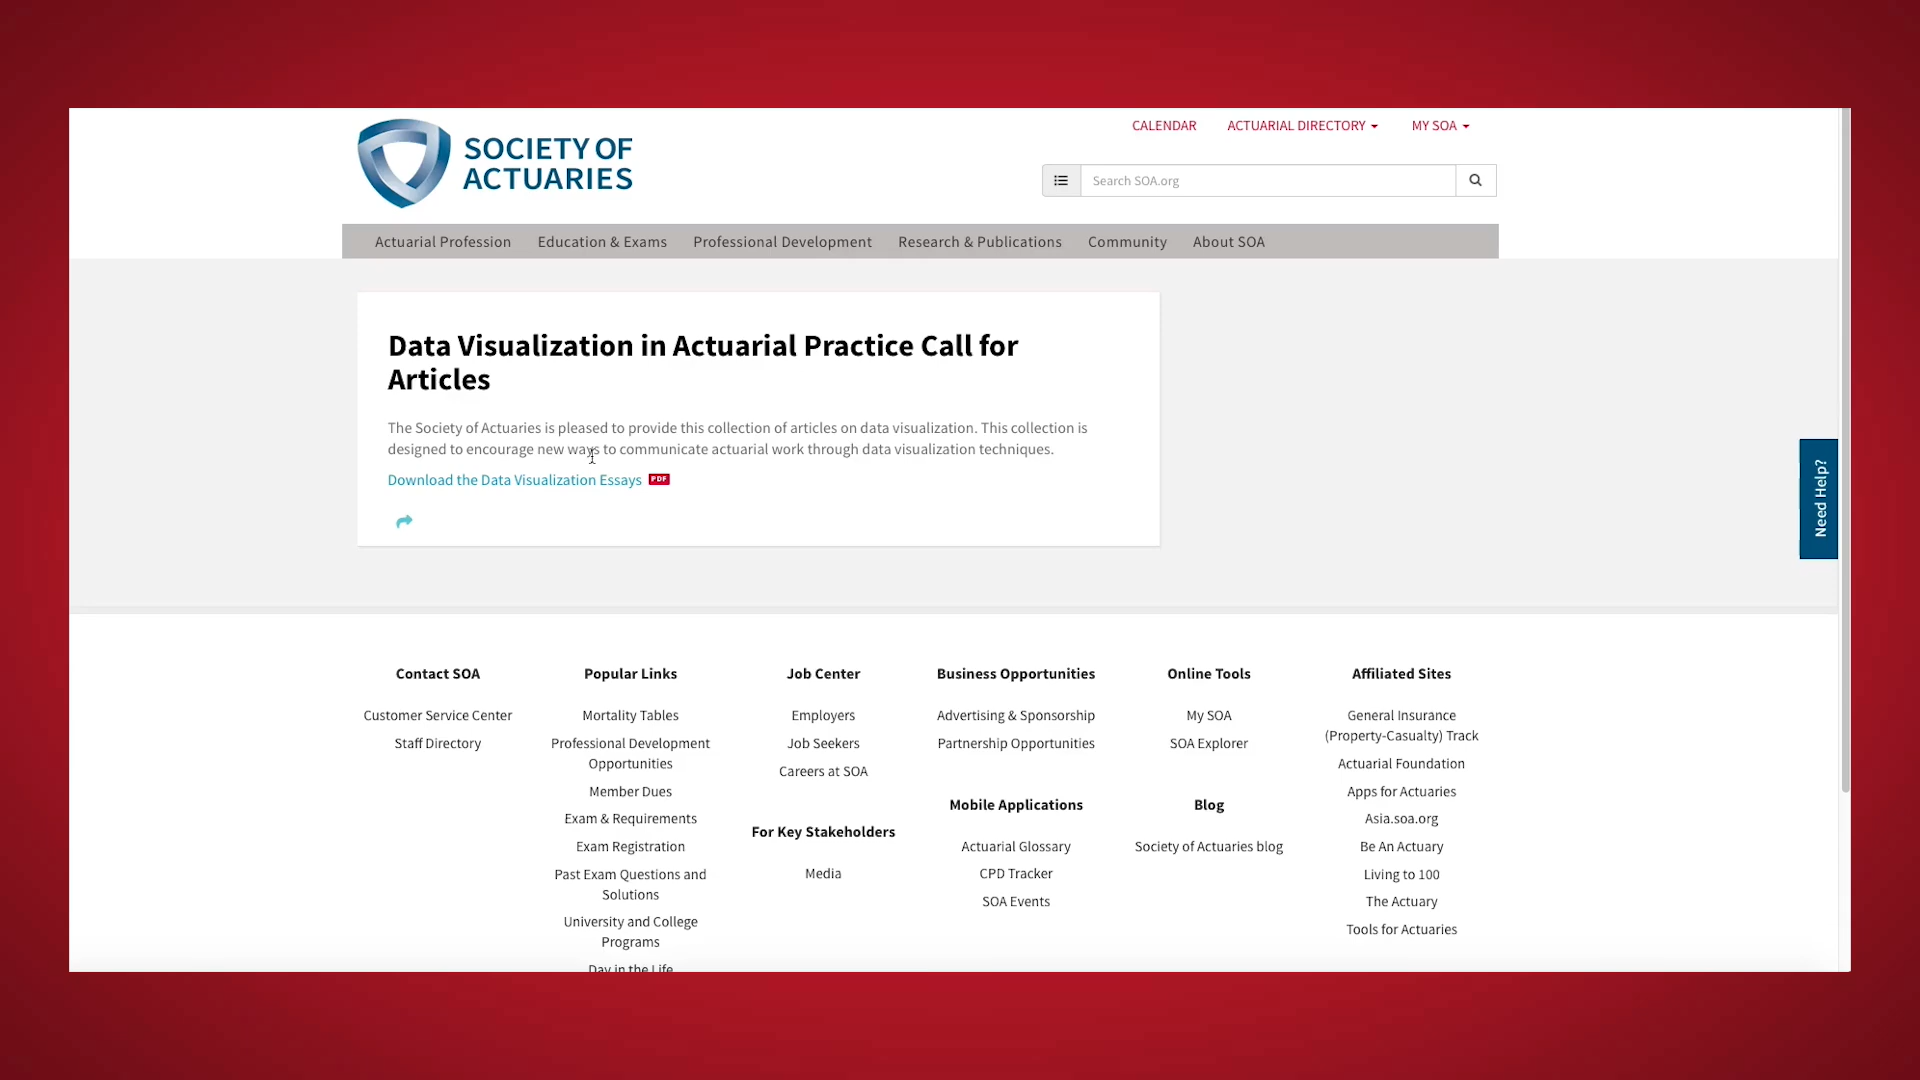 SOCIETY OF
ACTUARIES
CALENDAR
ACTUARIAL DIRECTORY
MY SOA
Search SOA.org
Actuarial Profession
Education & Exams
Professional Development
Research & Publications
Community
About SOA
Data Visualization in Actuarial Practice Call for
Articles
The Society of Actuaries is pleased to provide this collection of articles on data visualization. This collection is
designed to encourage new ways to communicate actuarial work through data visualization techniques.
Download the Data Visualization Essays PDF
Need Help?
Contact SOA
Customer Service Center
Staff Directory
Popular Links
Mortality Tables
Professional Development
Opportunities
Member Dues
Exam & Requirements
Exam Registration
Past Exam Questions and
Solutions
University and College
Programs
Day in the Life
Job Center
Employers
Job Seekers
Careers at SOA
For Key Stakeholders
Media
Business Opportunities
Advertising & Sponsorship
Partnership Opportunities
Mobile Applications
Actuarial Glossary
CPD Tracker
SOA Events
Online Tools
My SOA
SOA Explorer
Blog
Society of Actuaries blog
Affiliated Sites
General Insurance
(Property-Casualty) Track
Actuarial Foundation
Apps for Actuaries
Asia.soa.org
Be An Actuary
Living to 100
The Actuary
Tools for Actuaries